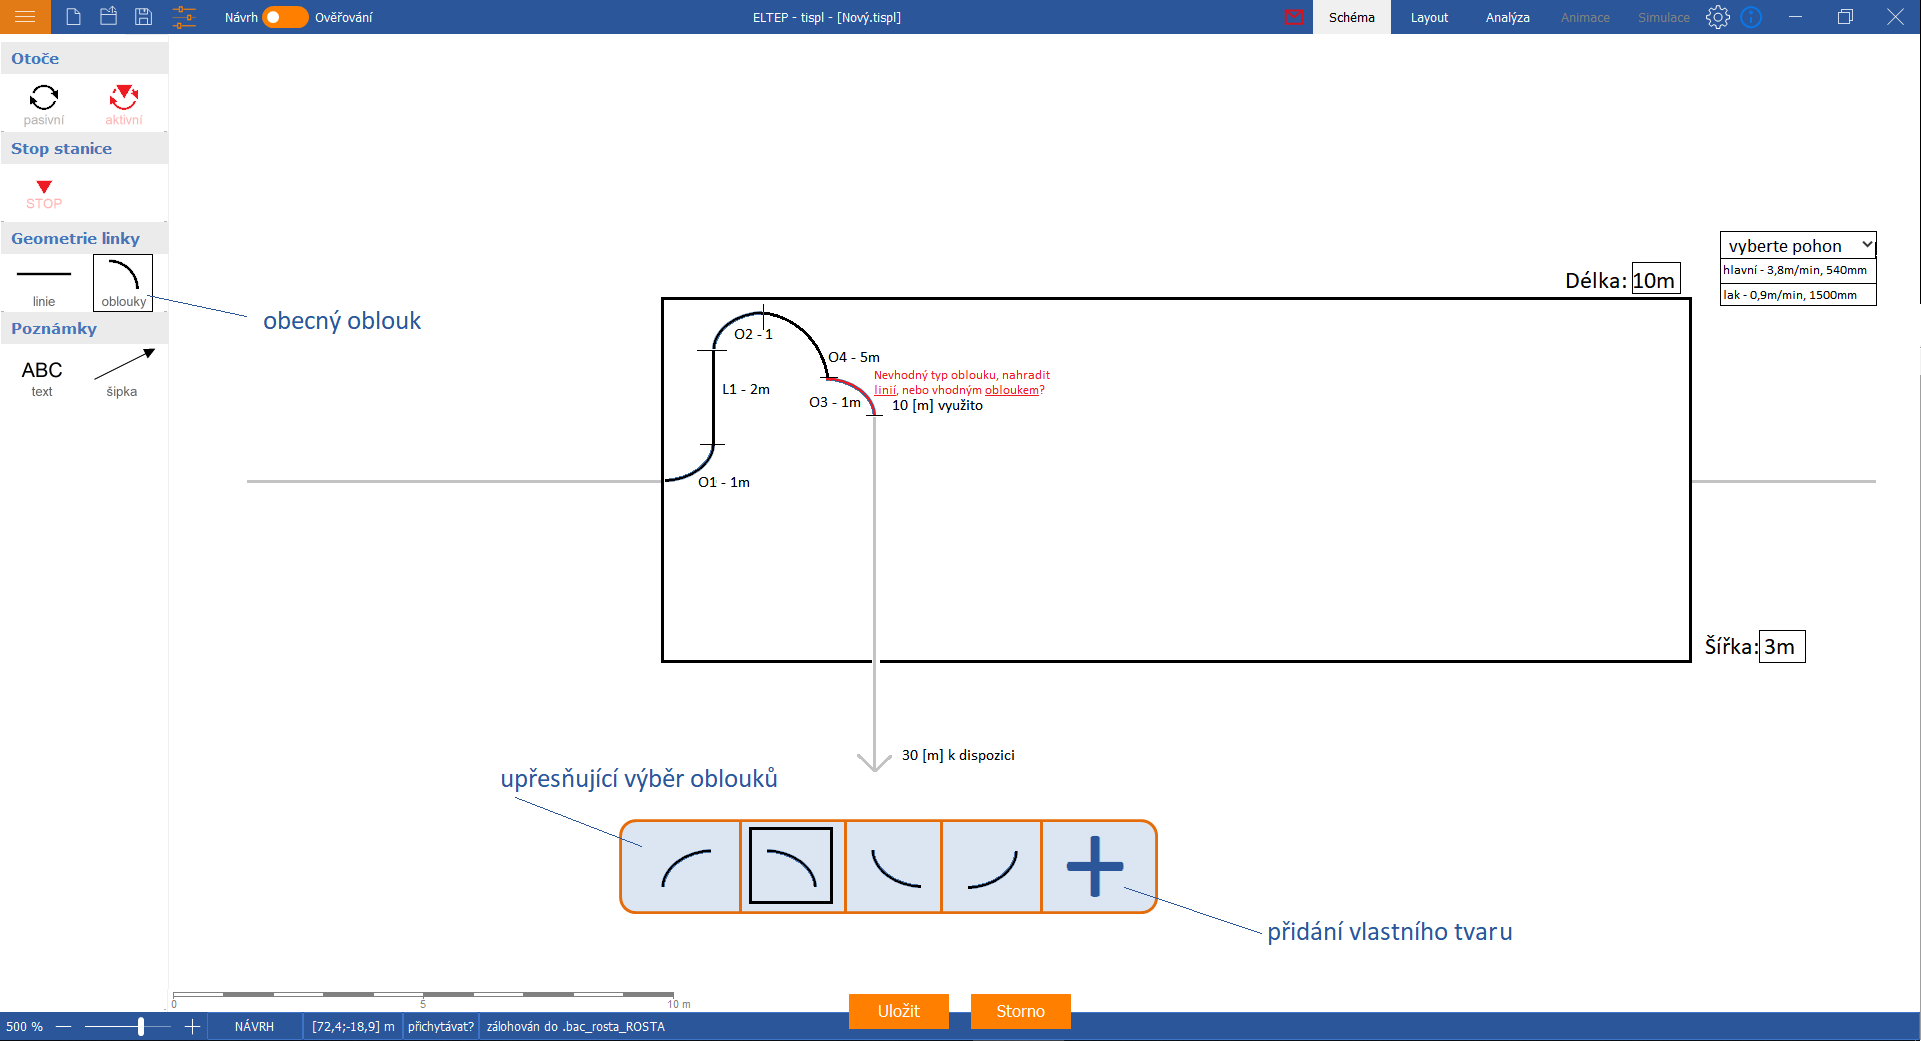 Návrh
Ověřování
ELTEP - tispl - [Nový.tispl]
Schéma
Layout
Analýza
Animace
Simulace
Otoče
pasivní
aktivní
Stop stanice
STOP
Geometrie linky
linie
oblouky
obecný oblouk
Poznámky
ABC
text
šipka
vyberte pohon
hlavní - 3,8m/min, 540mm
lak - 0,9m/min, 1500mm
Délka: 10m
O2 - 1
O4 - 5m
Nevhodný typ oblouku, nahradit
linií, nebo vhodným obloukem?
L1 - 2m
O3 - 1m
10 [m] využito
O1 - 1m
Šířka: 3m
30 [m] k dispozici
upřesňující výběr oblouků
přidání vlastního tvaru
0
5
10 m
Uložit
Storno
500 %
NÁVRH
[72,4;-18,9] m
přichytávat?
zálohován do .bac_rosta_ROSTA